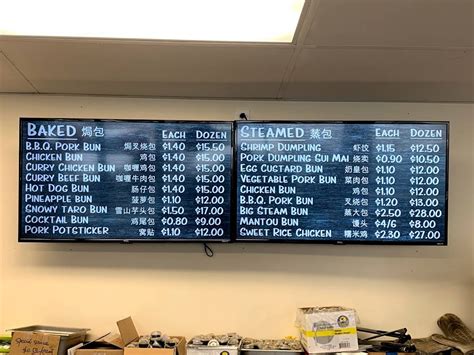 BAKED 焗包 EACH DOZEN
B.B.Q. PORK BUN 焗叉烧包 $1.40 $15.50
CHICKEN BUN 鸡包 $1.40 $15.50
CURRY CHICKEN BUN 咖喱鸡包 $1.40 $15.50
CURRY BEEF BUN 咖喱牛肉包 $1.40 $15.50
HOT DOG BUN 肠仔包 $1.40 $15.50
PINEAPPLE BUN 菠萝包 $1.10 $12.00
SNOWY TARO BUN 雪山芋头包 $1.50 $17.00
COCKTAIL BUN 鸡尾包 $0.80 $9.00
PORK POTSTICKER 窝贴 $1.10 $12.00
STEAMED 蒸包 EACH DOZEN
SHRIMP DUMPLING 虾饺 $1.15 $12.50
PORK DUMPLING SUI MAI 烧卖 $0.90 $10.50
EGG CUSTARD BUN 奶皇包 $1.10 $12.00
VEGETABLE PORK BUN 菜肉包 $1.10 $12.00
CHICKEN BUN 鸡包 $1.10 $12.00
B.B.Q. PORK BUN 叉烧包 $1.10 $12.00
BIG STEAM BUN 蒸大包 $2.50 $28.00
MANTOU BUN 馒头 $4/6 $8.00
SWEET RICE CHICKEN 糯米鸡 $2.30 $27.00